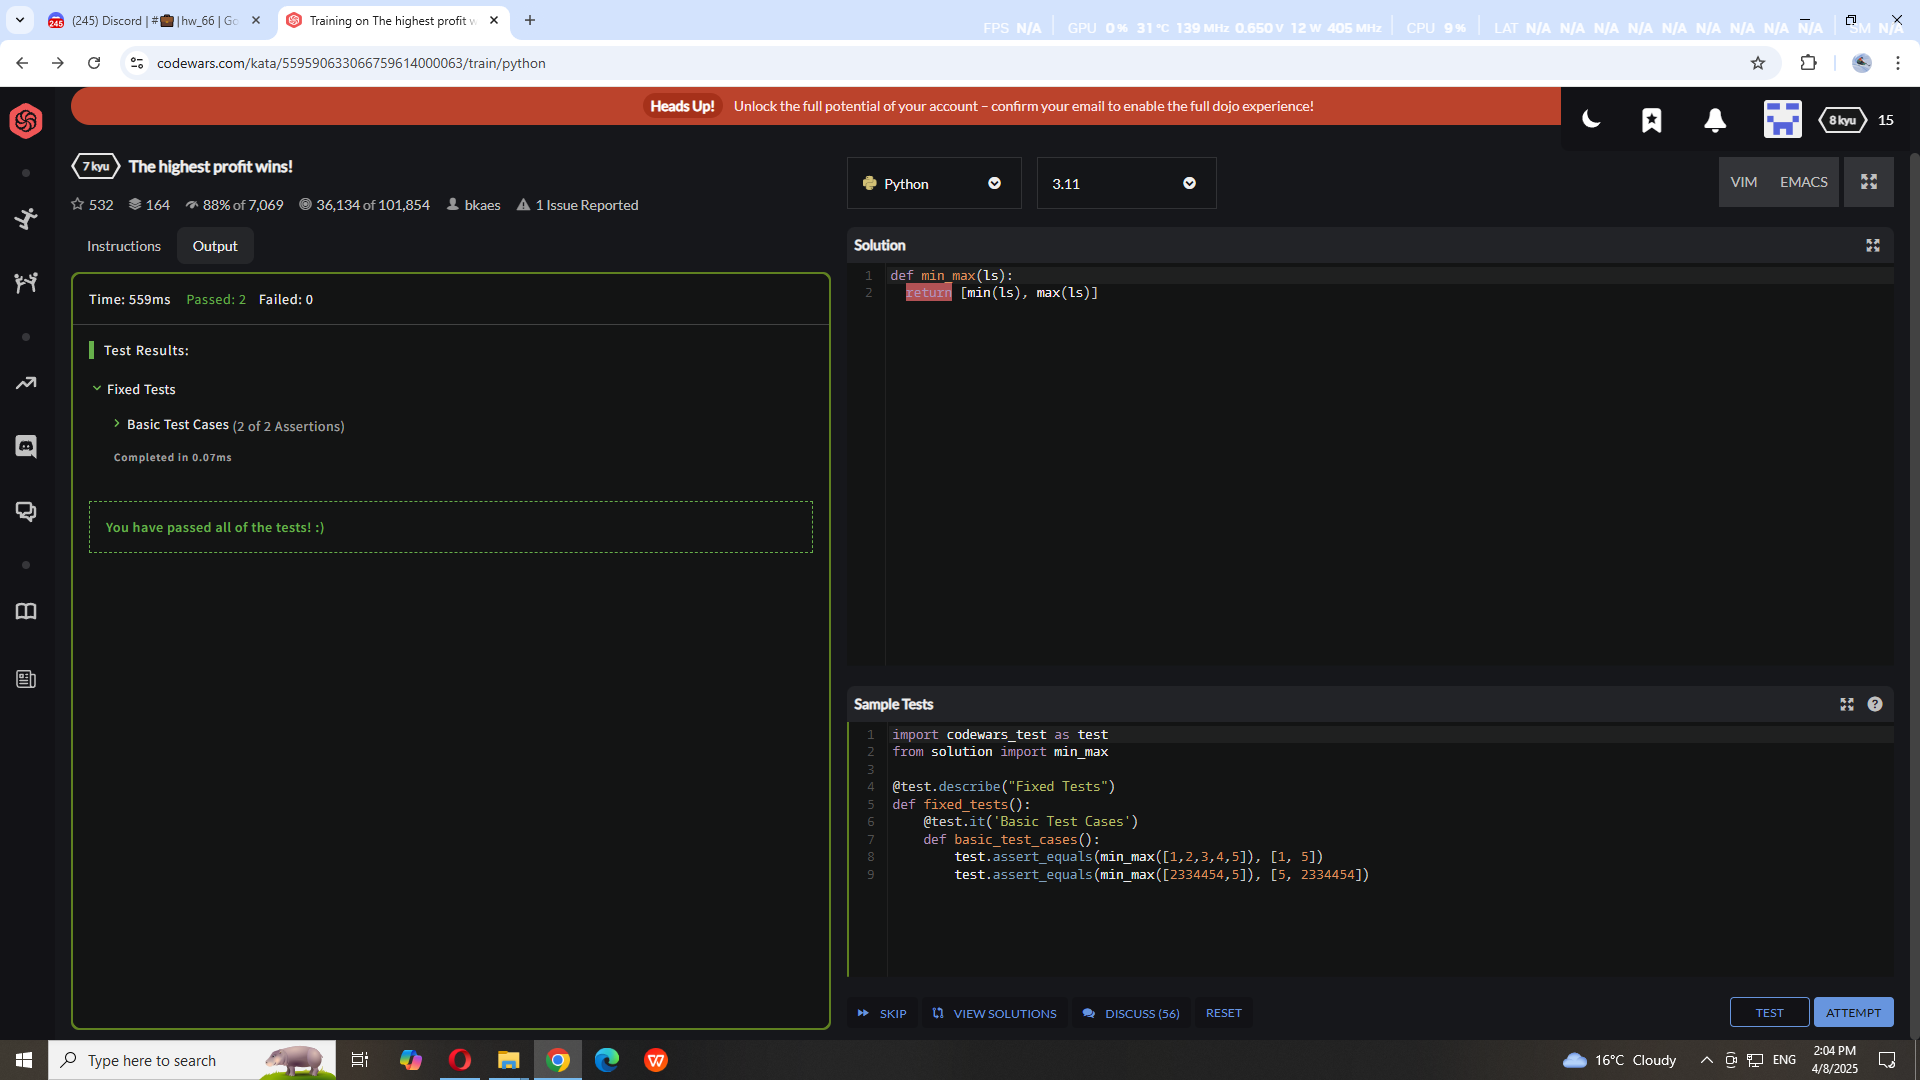 (245) Discord | #💼 | hw_66 | Go
Training on The highest profit w
FPS N/A GPU 0 % 31 °C 139 MHz 0.650 V 12 W 405 MHz CPU 9 % LAT N/A N/A N/A N/A N/A N/A N/A N/A N/A SM N/A
codewars.com/kata/559590633066759614000063/train/python
Heads Up! Unlock the full potential of your account – confirm your email to enable the full dojo experience!
8 kyu 15
7 kyu The highest profit wins!
532 164 88% of 7,069 36,134 of 101,854 bkaes 1 Issue Reported
Python 3.11
VIM EMACS
Instructions Output
Time: 559ms Passed: 2 Failed: 0
Test Results:
Fixed Tests
Basic Test Cases (2 of 2 Assertions)
Completed in 0.07ms
You have passed all of the tests! :)
Solution
1 def min_max(ls):
2 return [min(ls), max(ls)]
Sample Tests
1 import codewars_test as test
2 from solution import min_max
3
4 @test.describe("Fixed Tests")
5 def fixed_tests():
6 @test.it('Basic Test Cases')
7 def basic_test_cases():
8 test.assert_equals(min_max([1,2,3,4,5]), [1, 5])
9 test.assert_equals(min_max([2334454,5]), [5, 2334454])
SKIP VIEW SOLUTIONS DISCUSS (56) RESET
TEST ATTEMPT
Type here to search
16°C Cloudy
ENG
2:04 PM
4/8/2025